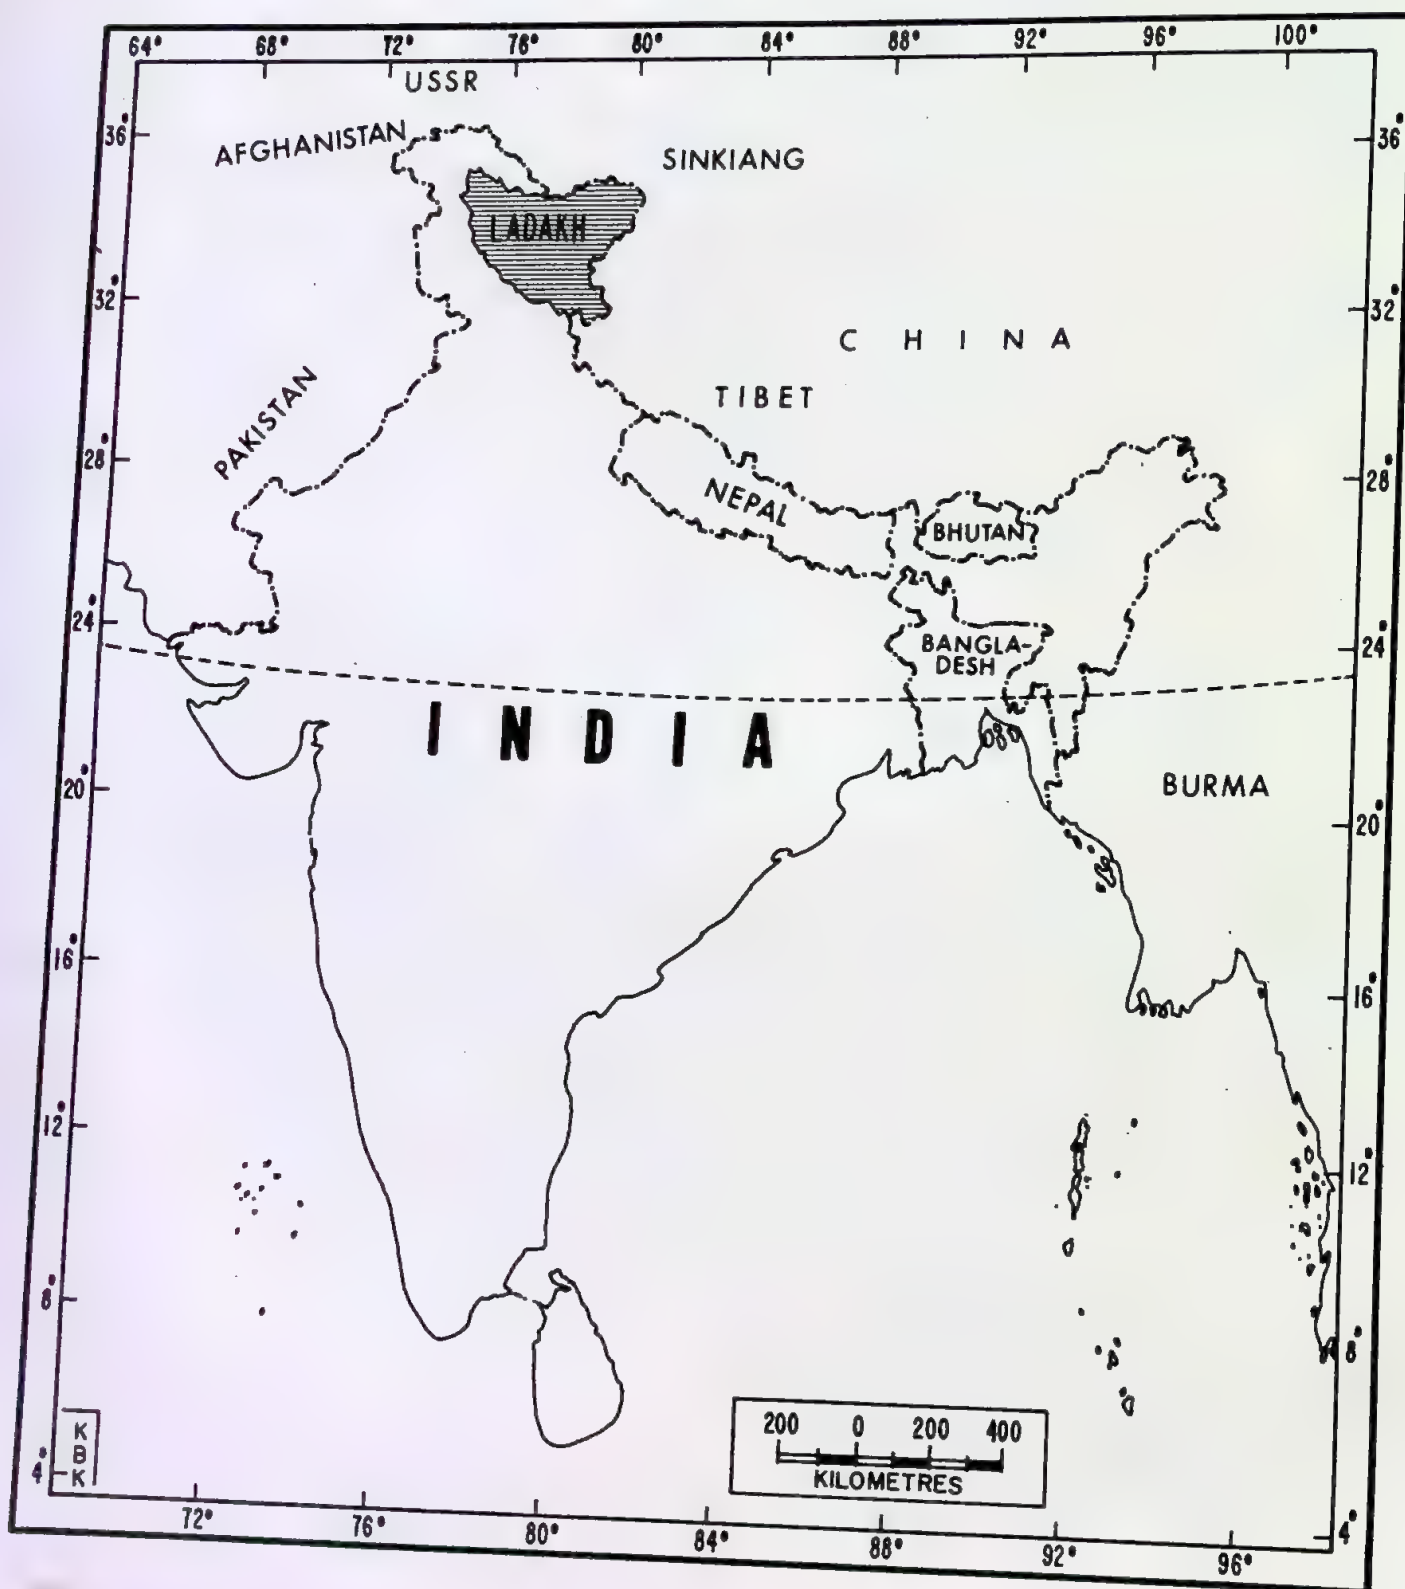 64° 68° 72° 76° 80° 84° 88° 92° 96° 100°
USSR
36° 36°
AFGHANISTAN
SINKIANG
LADAKH
32° 32°
C H I N A
TIBET
PAKISTAN
28° 28°
NEPAL
BHUTAN
24° 24°
BANGLA-
DESH
I N D I A
BURMA
20° 20°
16° 16°
12° 12°
8° 8°
200 0 200 400
KILOMETRES
K
B
K
4° 4°
72° 76° 80° 84° 88° 92° 96°